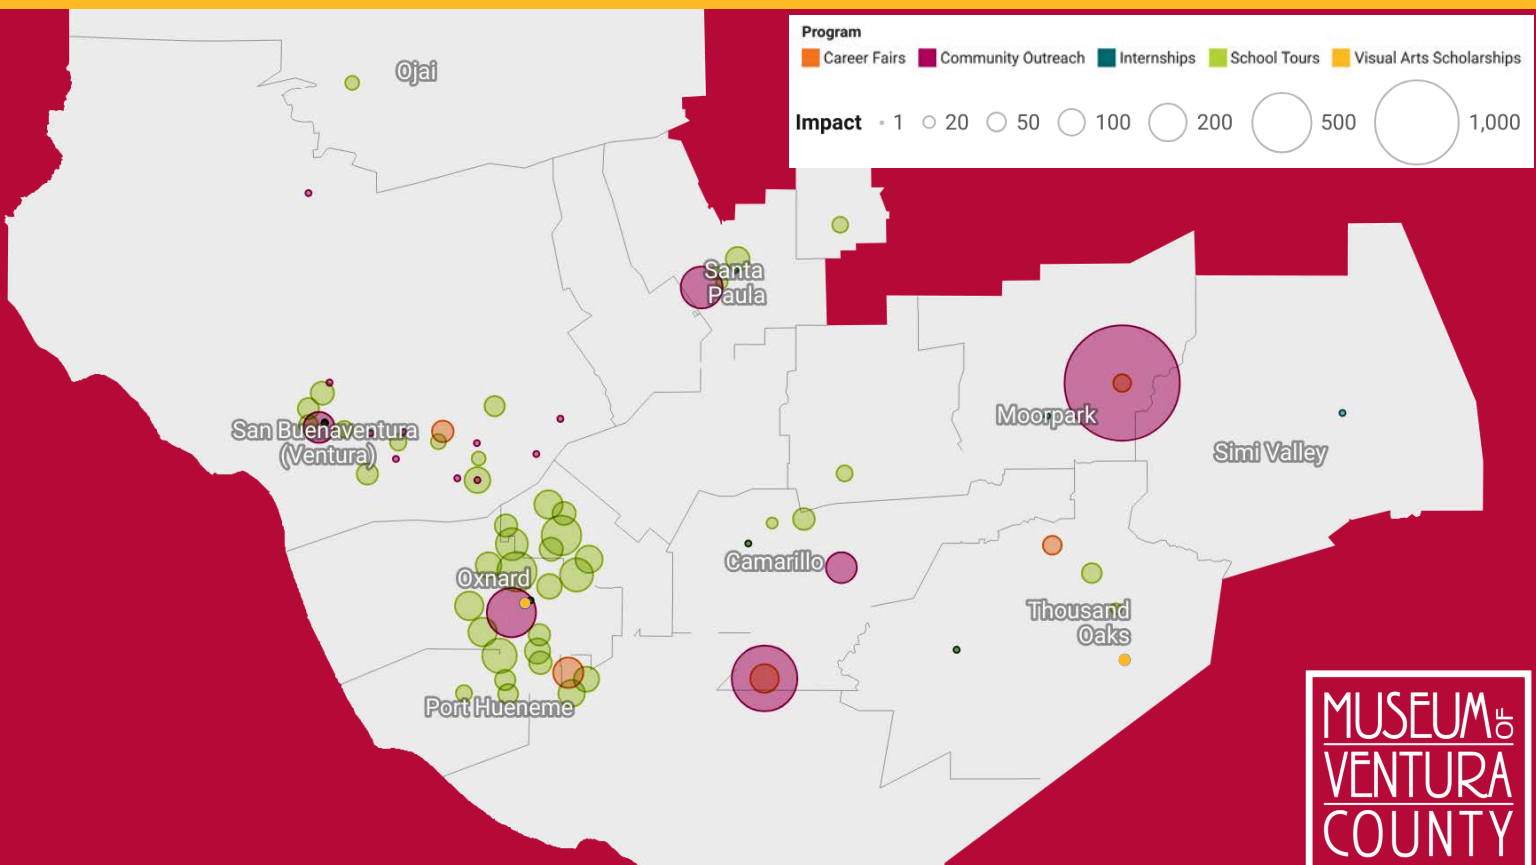 Program
Career Fairs Community Outreach Internships School Tours Visual Arts Scholarships
Impact 1 20 50 100 200 500 1,000
Ojai
Santa
Paula
Moorpark
San Buenaventura
(Ventura)
Simi Valley
Camarillo
Oxnard
Thousand
Oaks
Port Hueneme
MUSEUM OF
VENTURA
COUNTY